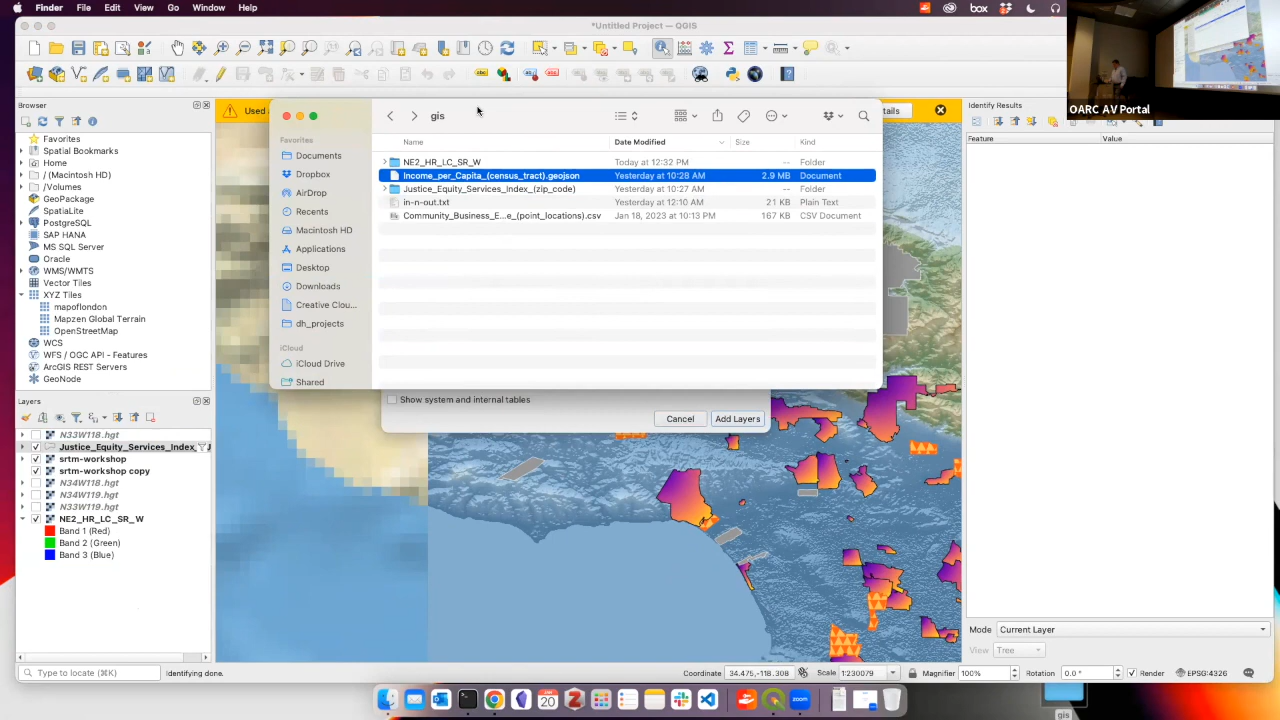 File Edit View Go Window Help
box
*Untitled Project — QGIS
OARC AV Portal
Browser
Favorites
Spatial Bookmarks
Home
/ (Macintosh HD)
/Volumes
GeoPackage
SpatiaLite
PostgreSQL
SAP HANA
MS SQL Server
Oracle
WMS/WMTS
Vector Tiles
XYZ Tiles
mapoflondon
Mapzen Global Terrain
OpenStreetMap
WCS
WFS / OGC API - Features
ArcGIS REST Servers
GeoNode
Layers
N33W118.hgt
Justice_Equity_Services_Index_
srtm-workshop
srtm-workshop copy
N34W118.hgt
N34W119.hgt
N33W119.hgt
NE2_HR_LC_SR_W
Band 1 (Red)
Band 2 (Green)
Band 3 (Blue)
Used
gis
Favorites
Documents
Dropbox
AirDrop
Recents
Macintosh HD
Applications
Desktop
Downloads
Creative Clou...
dh_projects
iCloud
iCloud Drive
Shared
Name Date Modified Size Kind
NE2_HR_LC_SR_W Today at 12:32 PM -- Folder
Income_per_Capita_(census_tract).geojson Yesterday at 10:28 AM 2.9 MB Document
Justice_Equity_Services_Index_(zip_code) Yesterday at 10:27 AM -- Folder
in-n-out.txt Yesterday at 12:10 AM 21 KB Plain Text
Community_Business_E...e_(point_locations).csv Jan 18, 2023 at 10:13 PM 167 KB CSV Document
tails
Show system and internal tables
Cancel Add Layers
Identify Results
Feature Value
Mode Current Layer
View Tree
Type to locate (⌘K) Identifying done. Coordinate 34.475,-118.308 Scale 1:230079 Magnifier 100% Rotation 0.0 ° Render EPSG:4326
JAN
20
zoom
gis